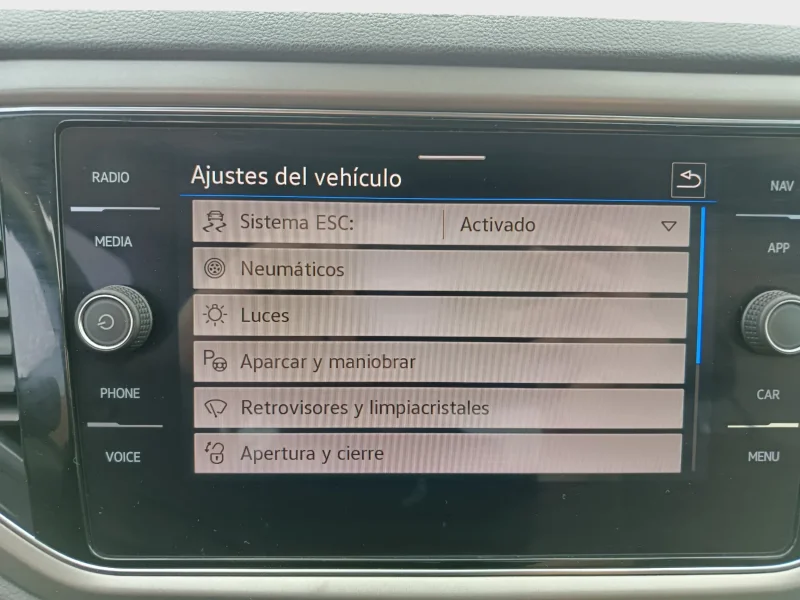 Ajustes del vehículo
RADIO
MEDIA
PHONE
VOICE
Sistema ESC: Activado
Neumáticos
Luces
Aparcar y maniobrar
Retrovisores y limpiacristales
Apertura y cierre
NAV
APP
CAR
MENU